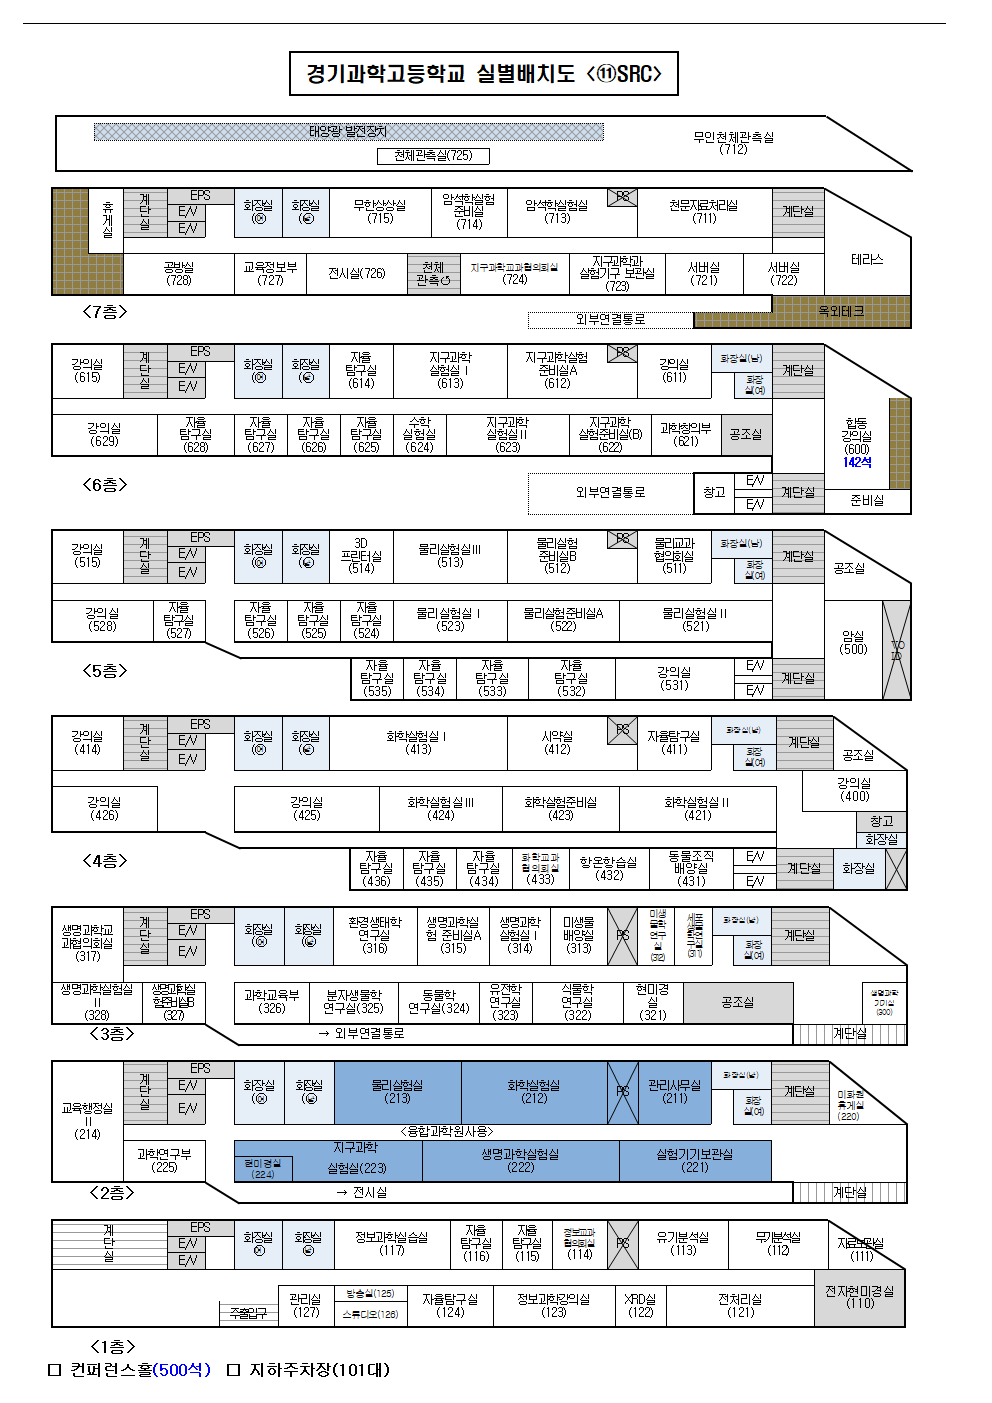 경기과학고등학교 실별배치도 <⑪SRC>
태양광 발전장치
천체관측실(725)
무인천체관측실
(712)
휴게실
계단실
EPS
E/V
E/V
화장실
화장실
무한상상실
(715)
암석학실험
준비실
(714)
암석학실험실
(713)
PS
천문자료처리실
(711)
계단실
테라스
공방실
(728)
교육정보부
(727)
전시실(726)
천체
관측
지구과학교과협의회실
(724)
지구과학과
실험기구 보관실
(723)
서버실
(721)
서버실
(722)
옥외테크
<7층>
외부연결통로
강의실
(615)
계단실
EPS
E/V
E/V
화장실
화장실
자율
탐구실
(614)
지구과학
실험실 I
(613)
지구과학실험
준비실A
(612)
PS
강의실
(611)
화장실(남)
화장
실(여)
계단실
합동
강의실
(600)
142석
강의실
(629)
자율
탐구실
(628)
자율
탐구실
(627)
자율
탐구실
(626)
자율
탐구실
(625)
수학
실험실
(624)
지구과학
실험실 II
(623)
지구과학
실험준비실(B)
(622)
과학창의부
(621)
공조실
<6층>
외부연결통로
창고
E/V
E/V
계단실
준비실
강의실
(515)
계단실
EPS
E/V
E/V
화장실
화장실
3D
프린터실
(514)
물리실험실III
(513)
물리실험
준비실B
(512)
PS
물리교과
협의회실
(511)
화장실(남)
화장
실(여)
계단실
공조실
강의실
(528)
자율
탐구실
(527)
자율
탐구실
(526)
자율
탐구실
(525)
자율
탐구실
(524)
물리실험실 I
(523)
물리실험준비실A
(522)
물리실험실 II
(521)
암실
(500)
VO
ID
<5층>
자율
탐구실
(535)
자율
탐구실
(534)
자율
탐구실
(533)
자율
탐구실
(532)
강의실
(531)
E/V
E/V
계단실
강의실
(414)
계단실
EPS
E/V
E/V
화장실
화장실
화학실험실 I
(413)
시약실
(412)
PS
자율탐구실
(411)
화장실(남)
화장
실(여)
계단실
공조실
강의실
(400)
강의실
(426)
강의실
(425)
화학실험실III
(424)
화학실험준비실
(423)
화학실험실 II
(421)
창고
화장실
<4층>
자율
탐구실
(436)
자율
탐구실
(435)
자율
탐구실
(434)
화학교과
협의회실
(433)
항온항습실
(432)
동물조직
배양실
(431)
E/V
E/V
계단실
화장실
생명과학교
과협의회실
(317)
계단실
EPS
E/V
E/V
화장실
화장실
환경생태학
연구실
(316)
생명과학실
험 준비실A
(315)
생명과학
실험실 I
(314)
미생물
배양실
(313)
PS
미생
물학
연구
실
(312)
세포
생물
학연
구실
(311)
화장실(남)
화장
실(여)
계단실
생명과학실험실
II
(328)
생명과학실
험준비실B
(327)
과학교육부
(326)
분자생물학
연구실(325)
동물학
연구실(324)
유전학
연구실
(323)
식물학
연구실
(322)
현미경
실
(321)
공조실
생명과학
기기실
(300)
<3층>
→ 외부연결통로
계단실
교육행정실
II
(214)
계단실
EPS
E/V
E/V
화장실
화장실
물리실험실
(213)
화학실험실
(212)
PS
관리사무실
(211)
화장실(남)
화장
실(여)
계단실
미화원
휴게실
(220)
<융합과학원사용>
과학연구부
(225)
현미경실
(224)
지구과학
실험실(223)
생명과학실험실
(222)
실험기기보관실
(221)
<2층>
→ 전시실
계단실
계단실
EPS
E/V
E/V
화장실
화장실
정보과학실습실
(117)
자율
탐구실
(116)
자율
탐구실
(115)
정보교과
협의회실
(114)
PS
유기분석실
(113)
무기분석실
(112)
자료보관실
(111)
주출입구
관리실
(127)
방송실(125)
스튜디오(126)
자율탐구실
(124)
정보과학강의실
(123)
XRD실
(122)
전처리실
(121)
전자현미경실
(110)
<1층>
□ 컨퍼런스홀(500석) □ 지하주차장(101대)